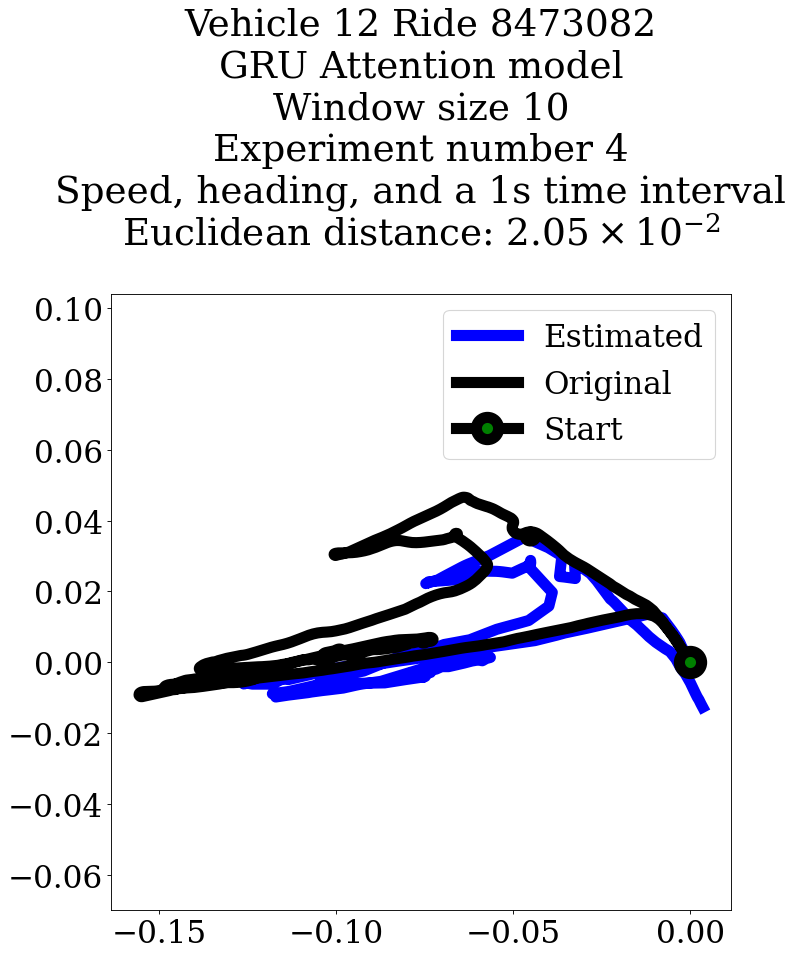 Vehicle 12 Ride 8473082
GRU Attention model
Window size 10
Experiment number 4
Speed, heading, and a 1s time interval
Euclidean distance: 2.05 × 10⁻²
Estimated
Original
Start
0.10
0.08
0.06
0.04
0.02
0.00
−0.02
−0.04
−0.06
−0.15
−0.10
−0.05
0.00